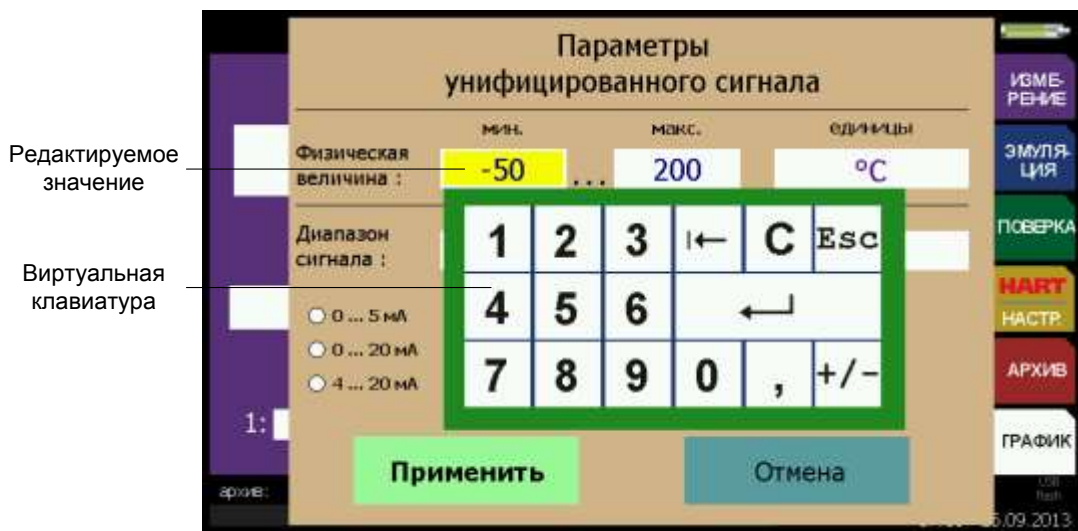 Параметры
унифицированного сигнала
мин. макс. единицы
Редактируемое
значение
Физическая
величина :
-50 ... 200 °C
Диапазон
сигнала :
Виртуальная
клавиатура
1 2 3 C Esc
4 5 6
7 8 9 0 , +/-
0 ... 5 мА
0 ... 20 мА
4 ... 20 мА
1:
Применить Отмена
архив:
ИЗМЕ-
РЕНИЕ
ЭМУЛЯ-
ЦИЯ
ПОВЕРКА
HART
НАСТР.
АРХИВ
ГРАФИК
USB
flash
.09.2013